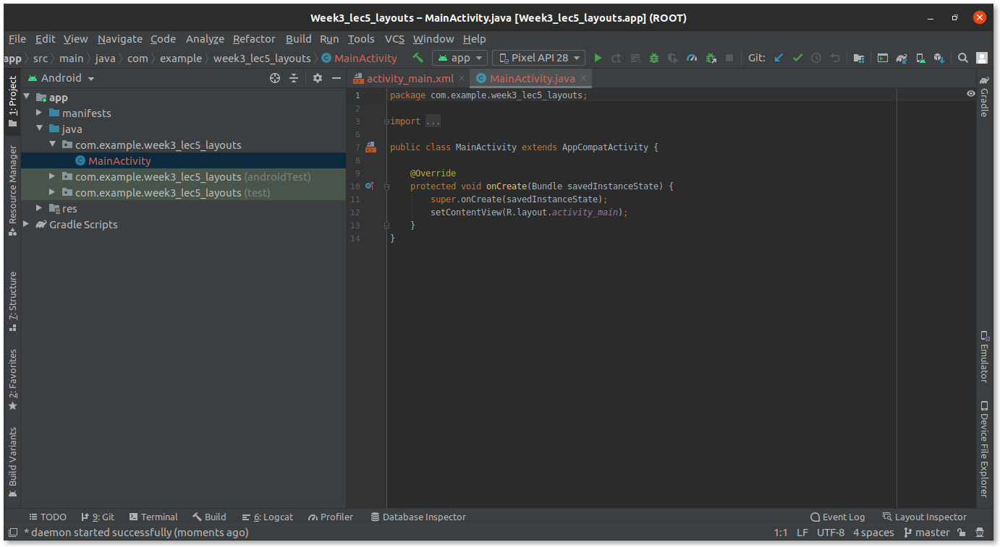 Week3_lec5_layouts – MainActivity.java [Week3_lec5_layouts.app] (ROOT)
File Edit View Navigate Code Analyze Refactor Build Run Tools VCS Window Help
app src main java com example week3_lec5_layouts MainActivity app Pixel API 28 Git:
1: Project
Resource Manager
7: Structure
2: Favorites
Build Variants
Android
app
manifests
java
com.example.week3_lec5_layouts
MainActivity
com.example.week3_lec5_layouts (androidTest)
com.example.week3_lec5_layouts (test)
res
Gradle Scripts
activity_main.xml MainActivity.java
1 package com.example.week3_lec5_layouts;
2
3 import ...
6
7 public class MainActivity extends AppCompatActivity {
8
9 @Override
10 protected void onCreate(Bundle savedInstanceState) {
11 super.onCreate(savedInstanceState);
12 setContentView(R.layout.activity_main);
13 }
14 }
Gradle
Emulator
Device File Explorer
TODO 9: Git Terminal Build 6: Logcat Profiler Database Inspector Event Log Layout Inspector
* daemon started successfully (moments ago) 1:1 LF UTF-8 4 spaces master